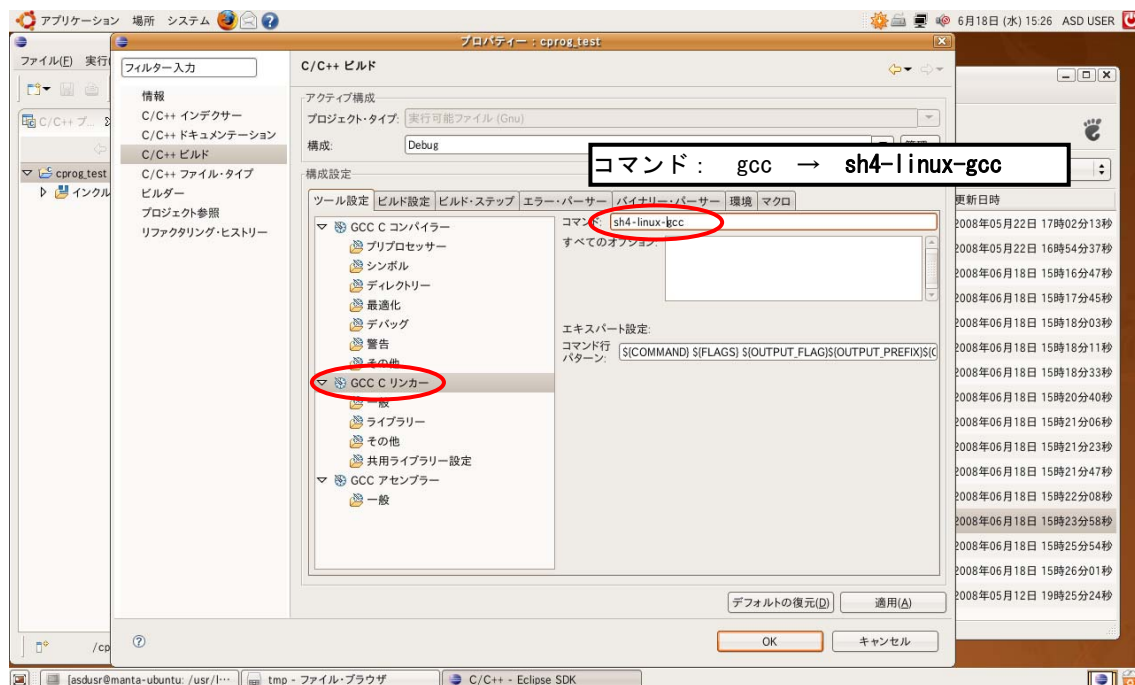 アプリケーション 場所 システム
6月18日 (水) 15:26 ASD USER
プロパティー : cprog_test
ファイル(F) 実行
C/C++ プ...
cprog_test
インクル
フィルター入力
情報
C/C++ インデクサー
C/C++ ドキュメンテーション
C/C++ ビルド
C/C++ ファイル・タイプ
ビルダー
プロジェクト参照
リファクタリング・ヒストリー
C/C++ ビルド
アクティブ構成
プロジェクト・タイプ: 実行可能ファイル (Gnu)
構成: Debug
コマンド: gcc → sh4-linux-gcc
構成設定
ツール設定 ビルド設定 ビルド・ステップ エラー・パーサー バイナリー・パーサー 環境 マクロ
GCC C コンパイラー
プリプロセッサー
シンボル
ディレクトリー
最適化
デバッグ
警告
その他
GCC C リンカー
一般
ライブラリー
その他
共用ライブラリー設定
GCC アセンブラー
一般
コマンド: sh4-linux-gcc
すべてのオプション:
エキスパート設定:
コマンド行
パターン: $(COMMAND) $(FLAGS) $(OUTPUT_FLAG)$(OUTPUT_PREFIX)$(O
デフォルトの復元(D) 適用(A)
OK キャンセル
更新日時
2008年05月22日 17時02分13秒
2008年05月22日 16時54分37秒
2008年06月18日 15時16分47秒
2008年06月18日 15時17分45秒
2008年06月18日 15時18分03秒
2008年06月18日 15時18分11秒
2008年06月18日 15時18分33秒
2008年06月18日 15時20分40秒
2008年06月18日 15時21分06秒
2008年06月18日 15時21分23秒
2008年06月18日 15時21分47秒
2008年06月18日 15時22分08秒
2008年06月18日 15時23分58秒
2008年06月18日 15時25分54秒
2008年06月18日 15時26分01秒
2008年05月12日 19時25分24秒
/cp
[asdusr@manta-ubuntu: /usr/l… tmp - ファイル・ブラウザ C/C++ - Eclipse SDK